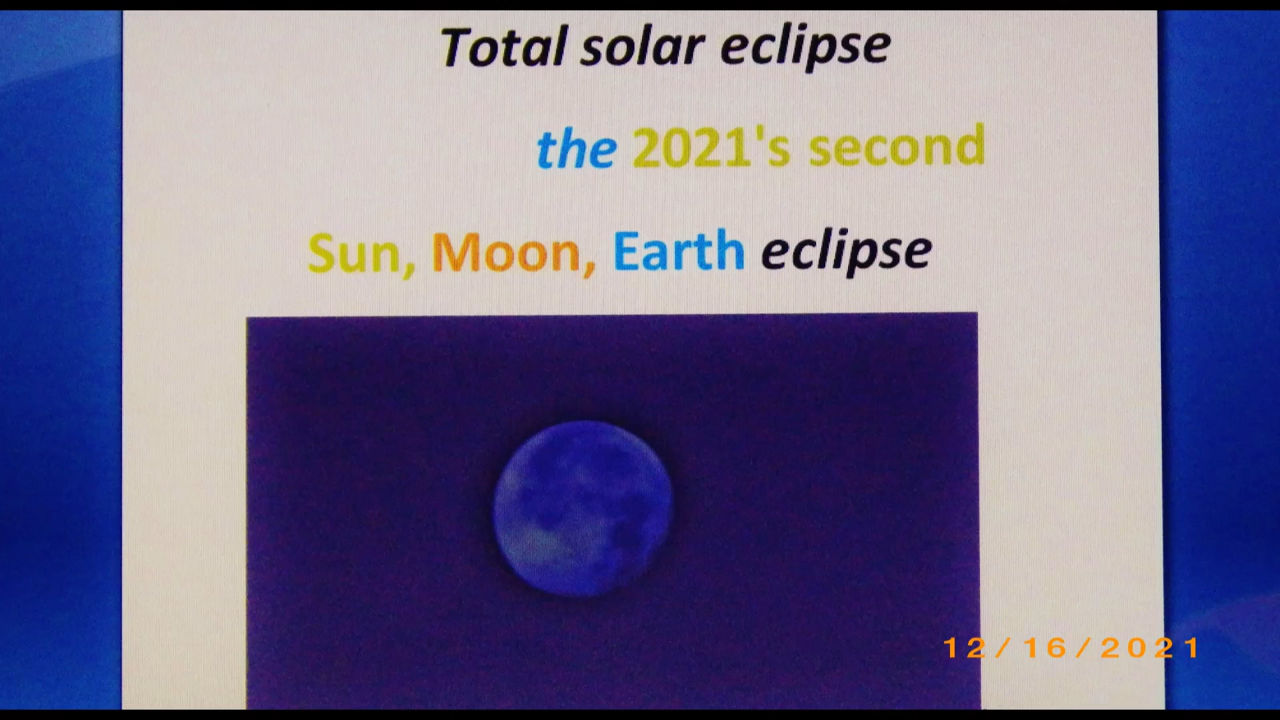 Total solar eclipse
the 2021's second
Sun, Moon, Earth eclipse
12/16/2021